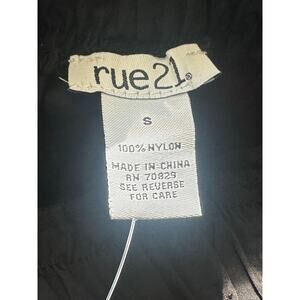 rue21®
S
100% NYLON
MADE IN CHINA
RN 70829
SEE REVERSE
FOR CARE